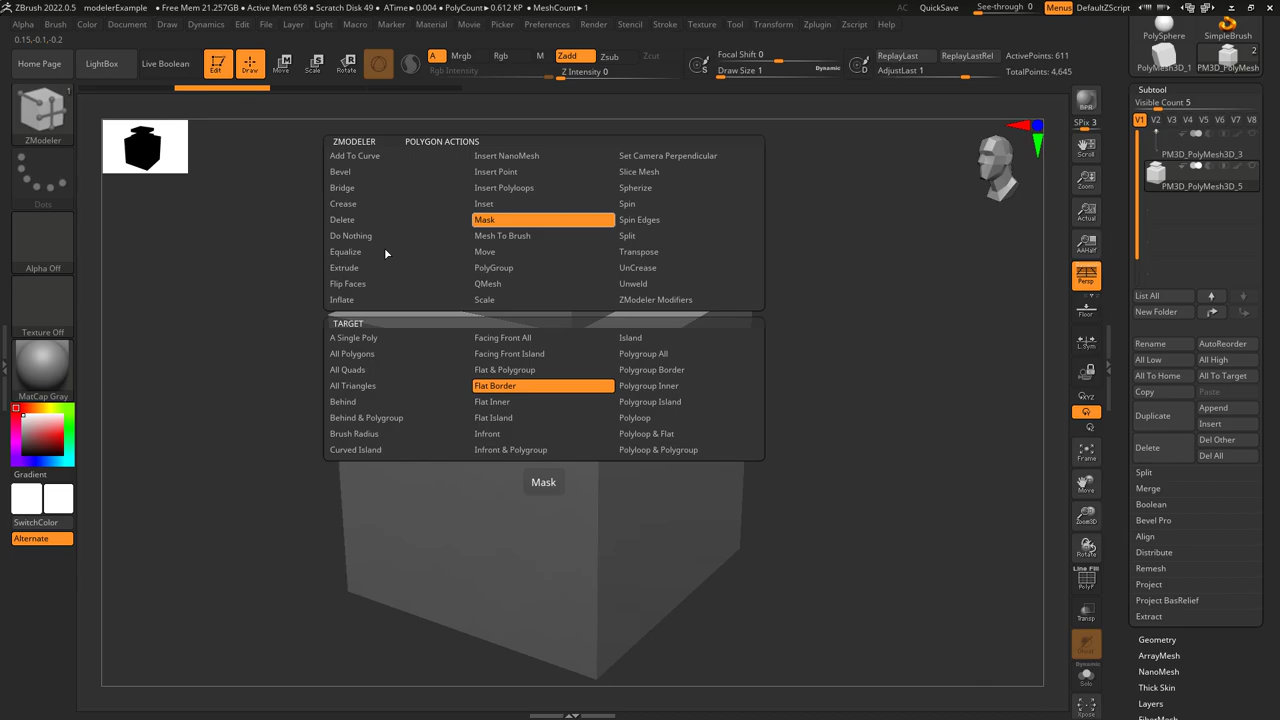 ZBrush 2022.0.5 modelerExample • Free Mem 21.257GB • Active Mem 658 • Scratch Disk 49 • ATime►0.004 • PolyCount►0.612 KP • MeshCount►1 AC QuickSave See-through 0 Menus DefaultZScript
Alpha Brush Color Document Draw Dynamics Edit File Layer Light Macro Marker Material Movie Picker Preferences Render Stencil Stroke Texture Tool Transform Zplugin Zscript Help
0.15,-0.1,-0.2
Home Page LightBox Live Boolean Edit Draw Move Scale Rotate A Mrgb Rgb M Zadd Zsub Zcut Focal Shift 0 ReplayLast ReplayLastRel ActivePoints: 611
Rgb Intensity Z Intensity 0 Draw Size 1 Dynamic AdjustLast 1 TotalPoints: 4,645
S D
PolySphere SimpleBrush
PolyMesh3D_1 PM3D_PolyMesh
2
1
ZModeler
Dots
Alpha Off
Texture Off
MatCap Gray
Gradient
SwitchColor
Alternate
ZMODELER POLYGON ACTIONS
Add To Curve Insert NanoMesh Set Camera Perpendicular
Bevel Insert Point Slice Mesh
Bridge Insert Polyloops Spherize
Crease Inset Spin
Delete Mask Spin Edges
Do Nothing Mesh To Brush Split
Equalize Move Transpose
Extrude PolyGroup UnCrease
Flip Faces QMesh Unweld
Inflate Scale ZModeler Modifiers
TARGET
A Single Poly Facing Front All Island
All Polygons Facing Front Island Polygroup All
All Quads Flat & Polygroup Polygroup Border
All Triangles Flat Border Polygroup Inner
Behind Flat Inner Polygroup Island
Behind & Polygroup Flat Island Polyloop
Brush Radius Infront Polyloop & Flat
Curved Island Infront & Polygroup Polyloop & Polygroup
Mask
BPR
SPix 3
Scroll
Zoom
Actual
AAHalf
Persp
Floor
L.Sym
XYZ
Y
Z
Frame
Move
Zoom3D
Rotate
Line Fill
PolyF
Transp
Ghost
Dynamic
Solo
Xpose
Subtool
Visible Count 5
V1 V2 V3 V4 V5 V6 V7 V8
PM3D_PolyMesh3D_3
PM3D_PolyMesh3D_5
List All
New Folder
Rename AutoReorder
All Low All High
All To Home All To Target
Copy Append
Duplicate Insert
Delete Del Other
Del All
Split
Merge
Boolean
Bevel Pro
Align
Distribute
Remesh
Project
Project BasRelief
Extract
Geometry
ArrayMesh
NanoMesh
Thick Skin
Layers
FiberMesh